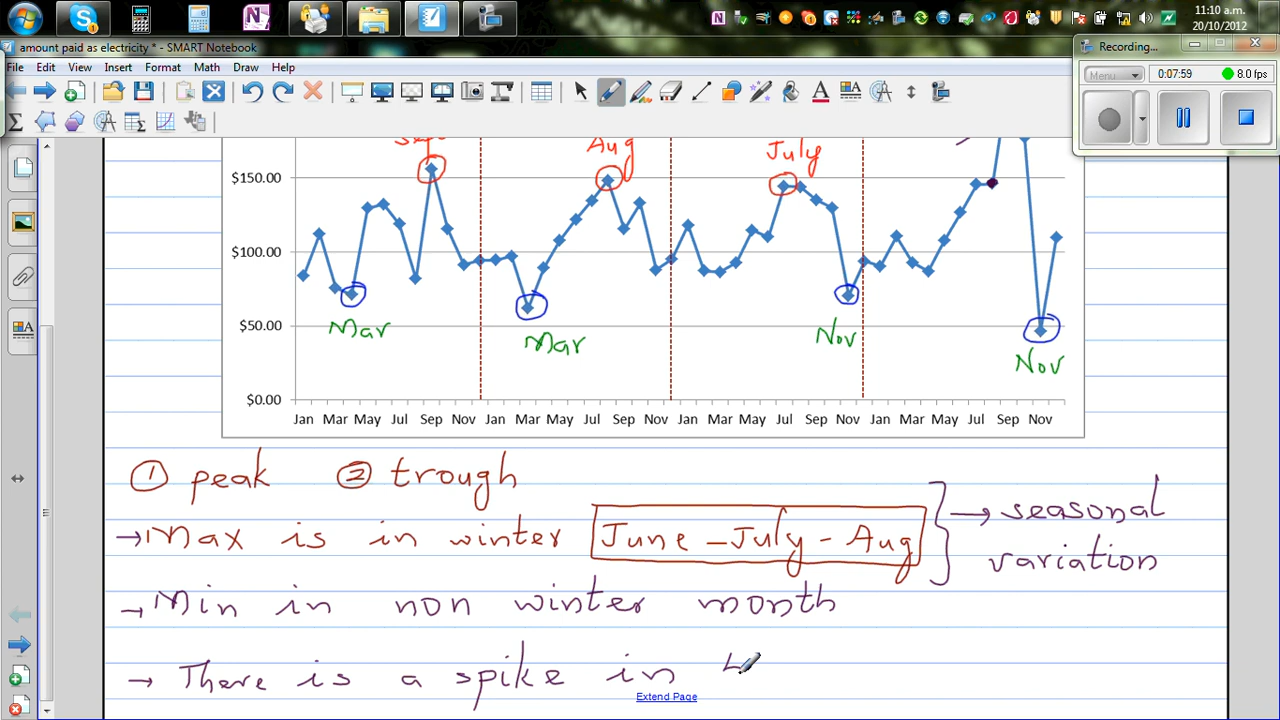 11:10 a.m.
20/10/2012
amount paid as electricity * - SMART Notebook
Recording...
File Edit View Insert Format Math Draw Help
Menu 0:07:59 8.0 fps
Sept Aug July
$150.00
$100.00
$50.00
Mar Mar Nov Nov
$0.00
Jan Mar May Jul Sep Nov Jan Mar May Jul Sep Nov Jan Mar May Jul Sep Nov Jan Mar May Jul Sep Nov
① peak ② trough
→ Max is in winter June - July - Aug } → seasonal
variation
→ Min in non winter month
→ There is a spike in
Extend Page